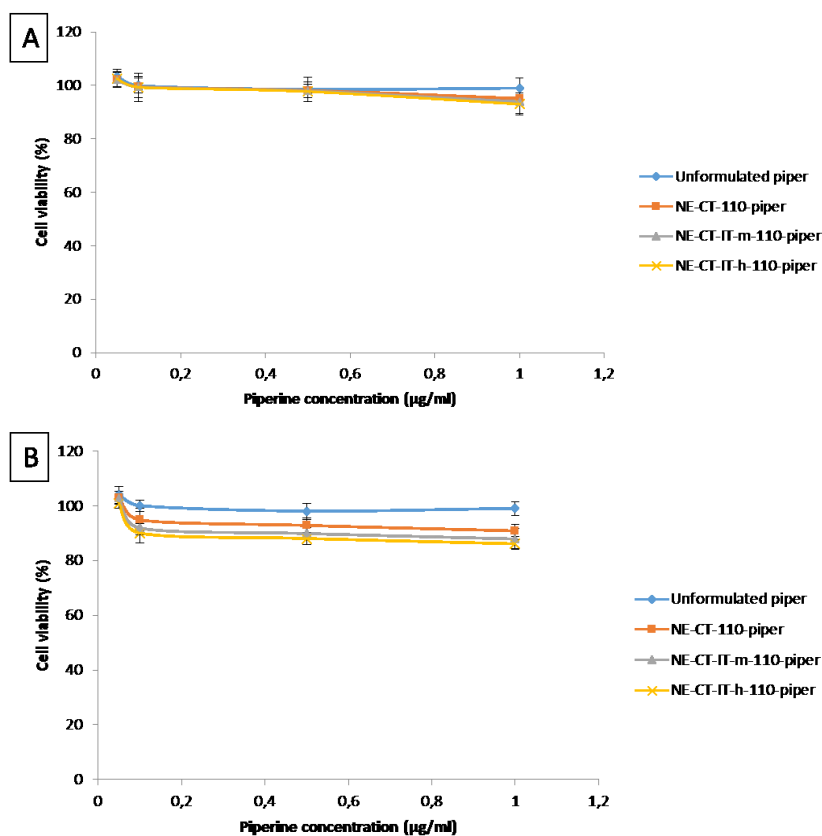 A
120
100
80
60
40
20
0
Cell viability (%)
0 0,2 0,4 0,6 0,8 1 1,2
Piperine concentration (µg/ml)
Unformulated piper
NE-CT-110-piper
NE-CT-IT-m-110-piper
NE-CT-IT-h-110-piper
B
120
100
80
60
40
20
0
Cell viability (%)
0 0,2 0,4 0,6 0,8 1 1,2
Piperine concentration (µg/ml)
Unformulated piper
NE-CT-110-piper
NE-CT-IT-m-110-piper
NE-CT-IT-h-110-piper